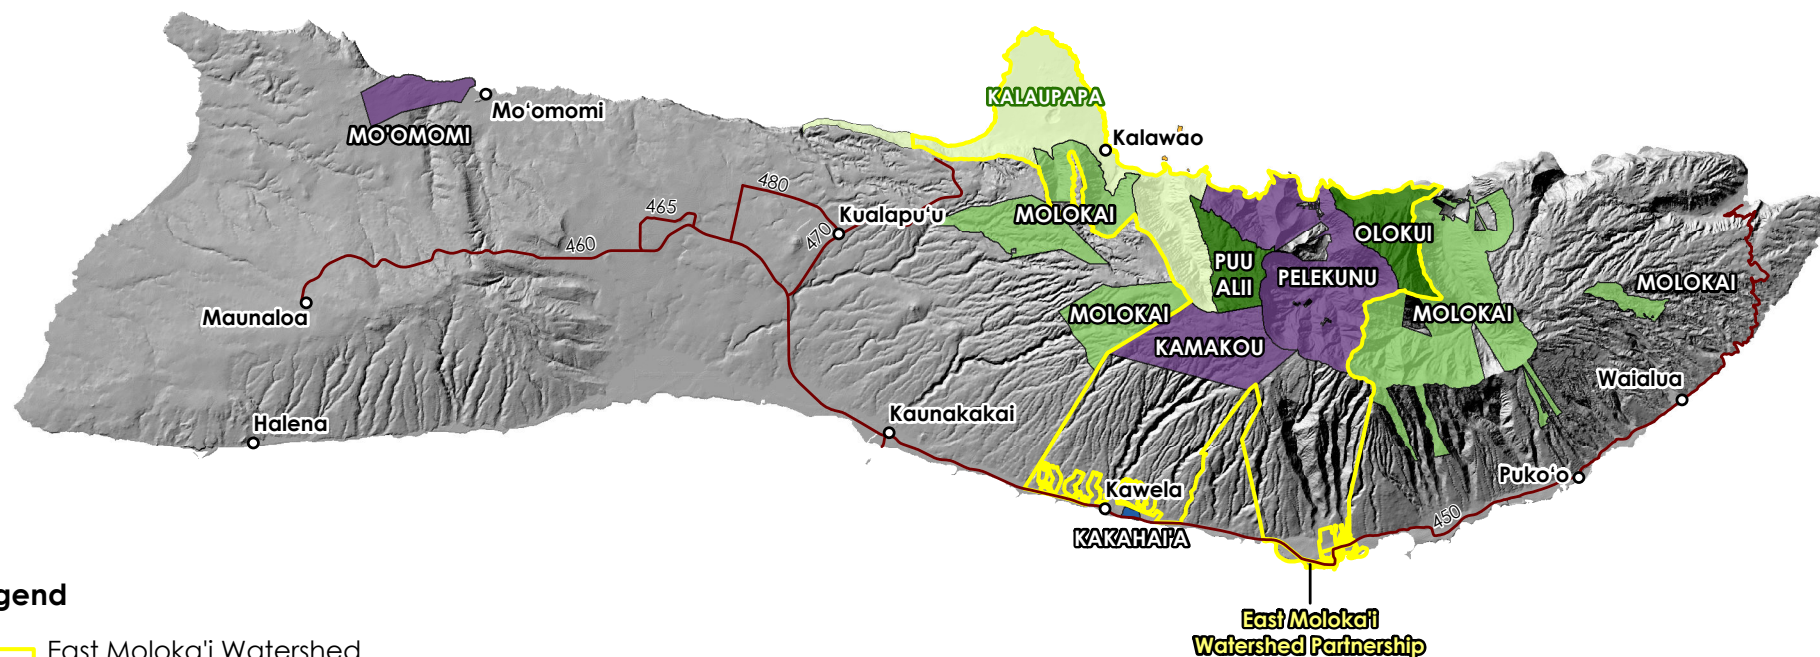 KALAUPAPA
Mo'omomi
MO'OMOMI
Kalawao
480
465
MOLOKAI
Kualapu'u
470
460
OLOKUI
PUU
ALII
PELEKUNU
MOLOKAI
Maunaloa
MOLOKAI
MOLOKAI
KAMAKOU
Waialua
Halena
Kaunakakai
Puko'o
Kawela
450
KAKAHAI'A
gend
East Moloka'i
Watershed Partnership
East Moloka'i Watershed